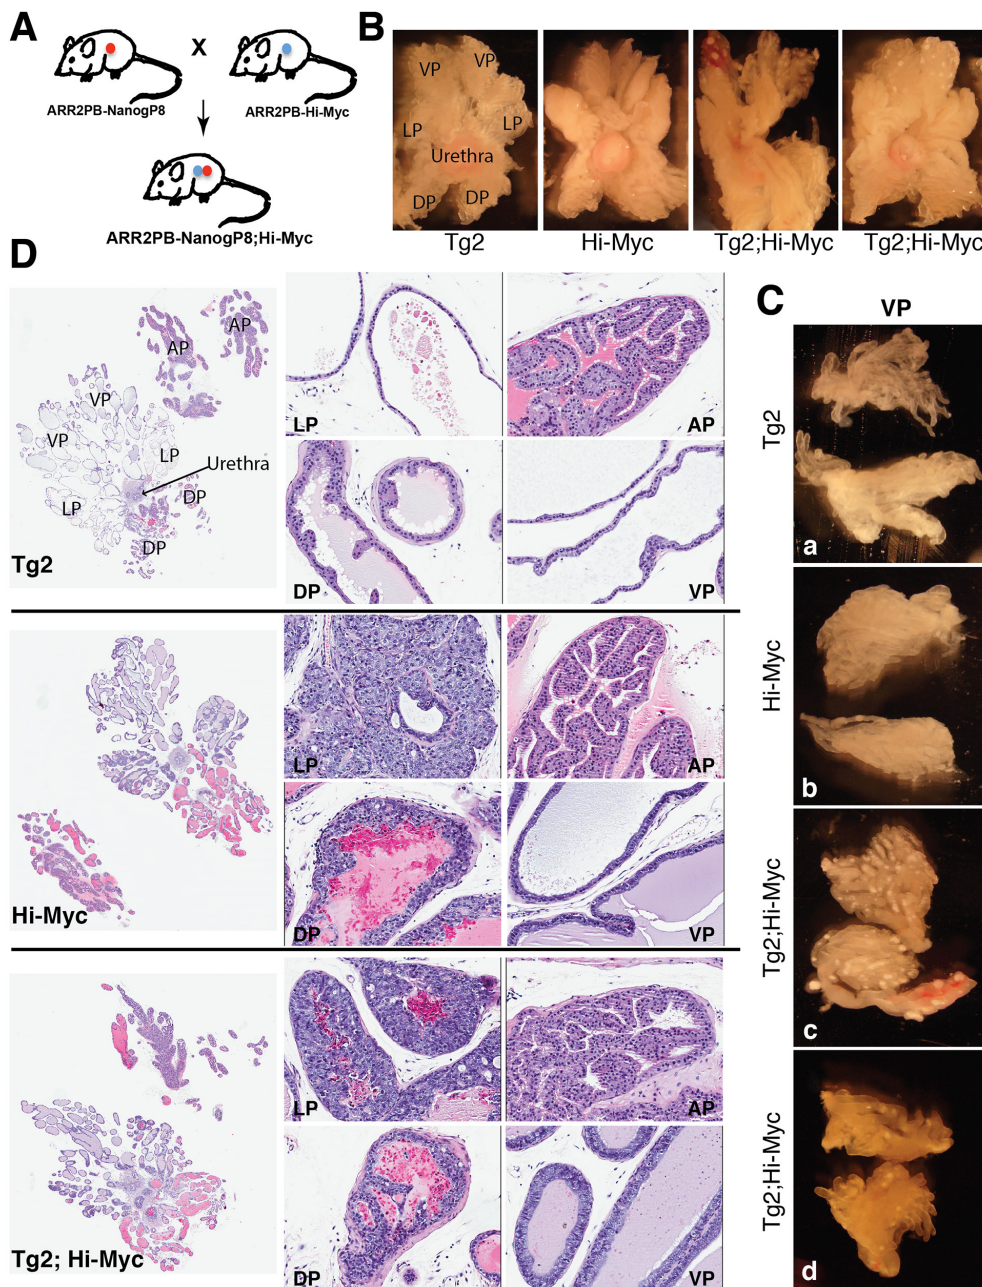 A
X
ARR2PB-NanogP8
ARR2PB-Hi-Myc
ARR2PB-NanogP8;Hi-Myc
B
VP
VP
LP
LP
Urethra
DP
DP
Tg2
Hi-Myc
Tg2;Hi-Myc
Tg2;Hi-Myc
C
VP
Tg2
a
Hi-Myc
b
Tg2;Hi-Myc
c
Tg2;Hi-Myc
d
D
AP
AP
VP
VP
LP
Urethra
LP
DP
DP
Tg2
LP
AP
DP
VP
Hi-Myc
LP
AP
DP
VP
Tg2; Hi-Myc
LP
AP
DP
VP